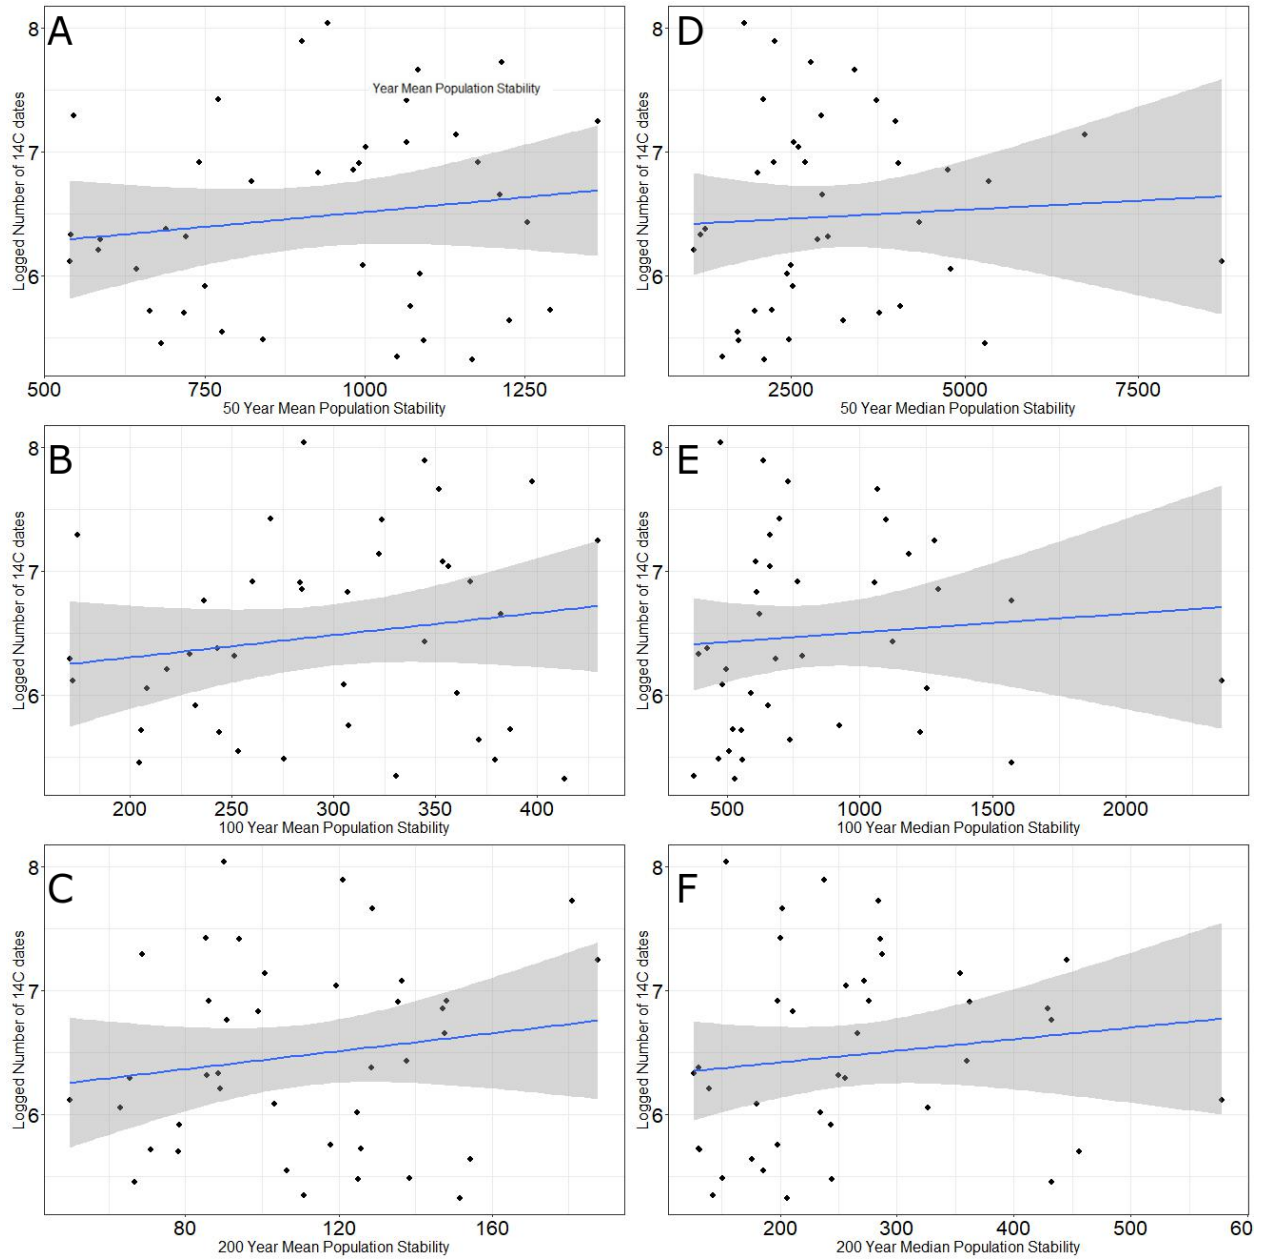 A
8
7
6
Logged Number of 14C dates
Year Mean Population Stability
500 750 1000 1250
50 Year Mean Population Stability
D
8
7
6
Logged Number of 14C dates
2500 5000 7500
50 Year Median Population Stability
B
8
7
6
Logged Number of 14C dates
200 250 300 350 400
100 Year Mean Population Stability
E
8
7
6
Logged Number of 14C dates
500 1000 1500 2000
100 Year Median Population Stability
C
8
7
6
Logged Number of 14C dates
80 120 160
200 Year Mean Population Stability
F
8
7
6
Logged Number of 14C dates
200 300 400 500 60
200 Year Median Population Stability